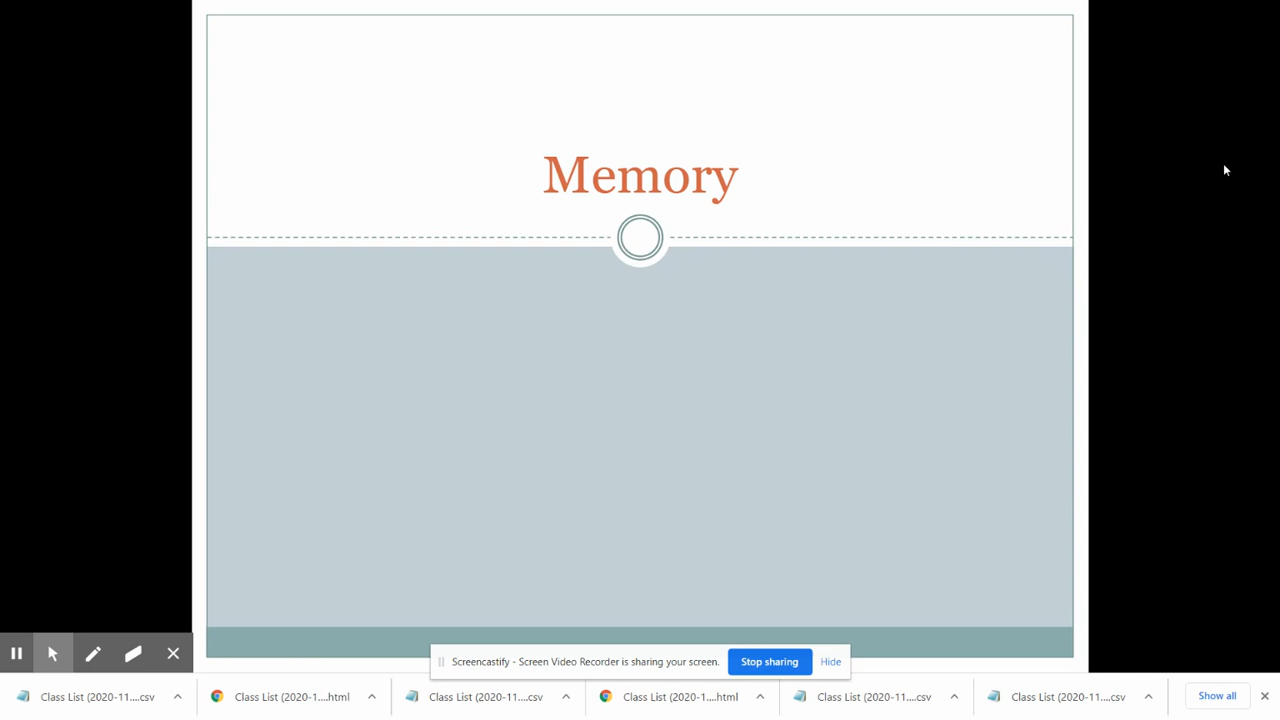 Memory
Screencastify - Screen Video Recorder is sharing your screen. Stop sharing Hide
Class List (2020-11....csv Class List (2020-1....html Class List (2020-11....csv Class List (2020-1....html Class List (2020-11....csv Class List (2020-11....csv Show all